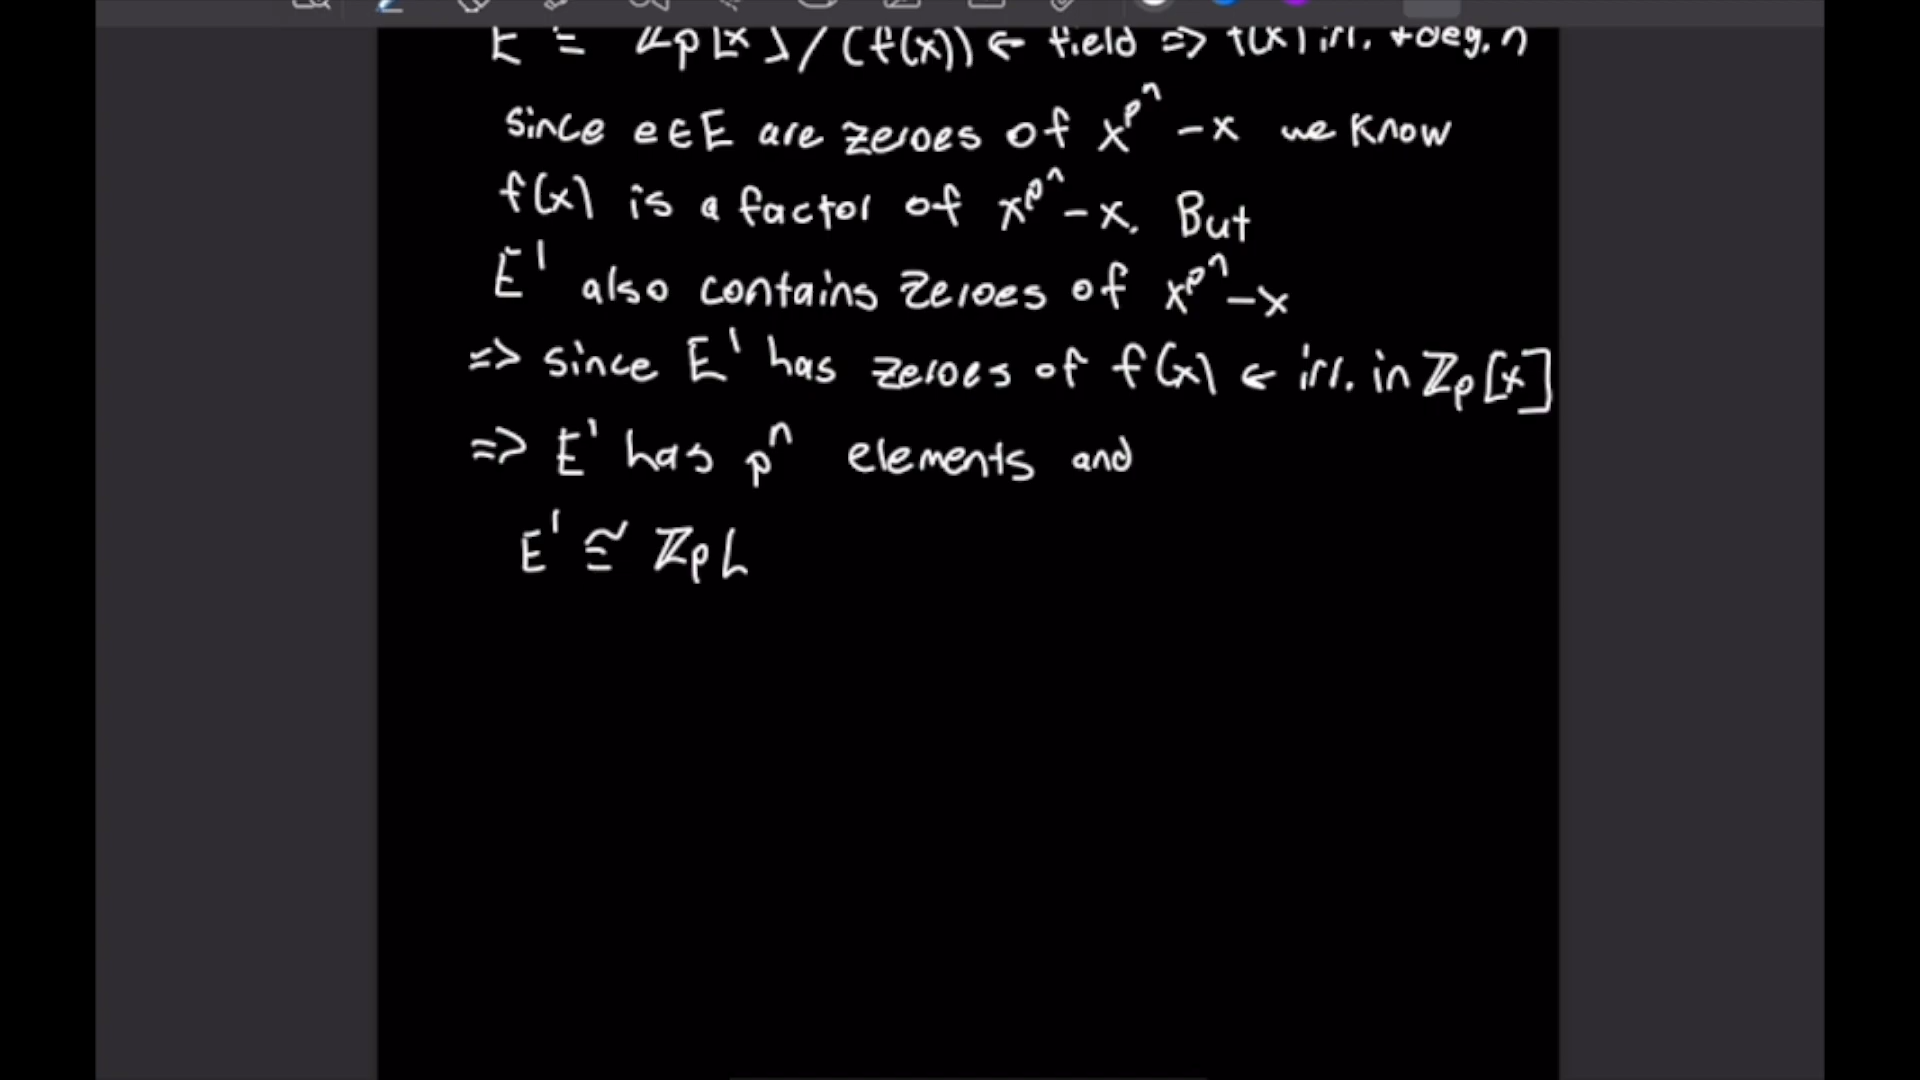 E ≅ ℤp[x]/(f(x)) ← field ⇒ f(x) irr. + deg. n
since e∈E are zeroes of x^p^n - x we know
f(x) is a factor of x^p^n - x. But
E' also contains zeroes of x^p^n - x
⇒ since E' has zeroes of f(x) ← irr. in ℤp[x]
⇒ E' has p^n elements and
E' ≅ ℤp[